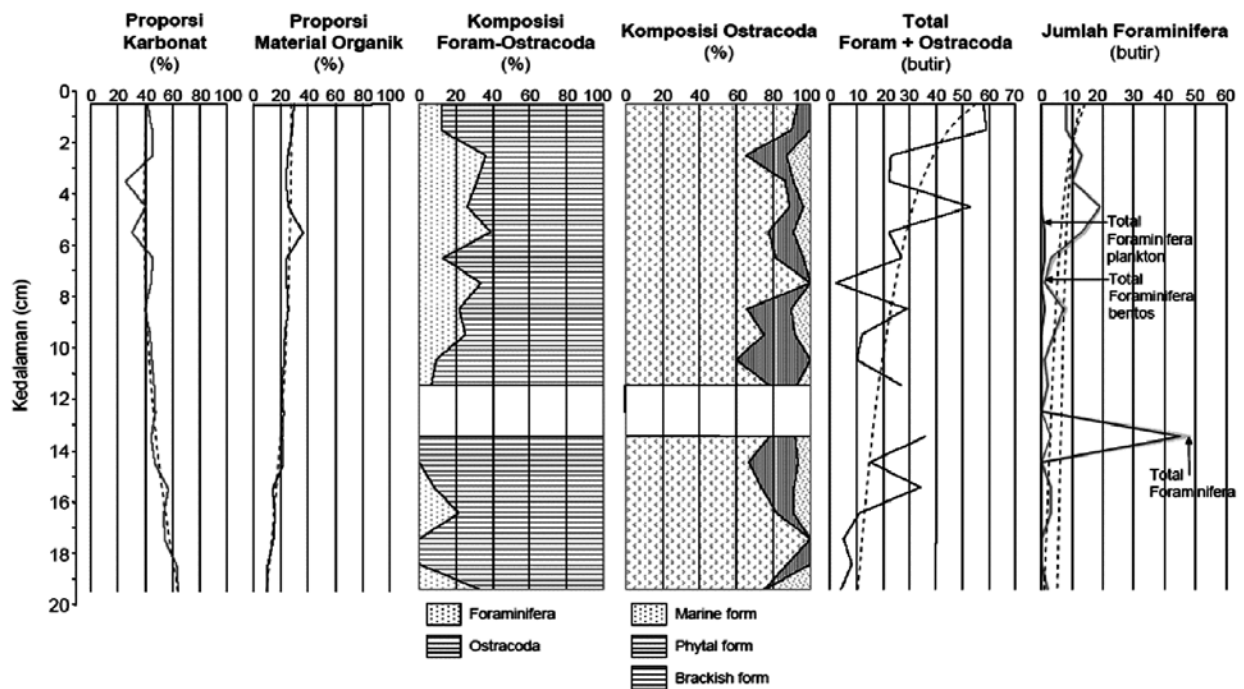 Proporsi
Karbonat
(%)
Proporsi
Material Organik
(%)
Komposisi
Foram-Ostracoda
(%)
Komposisi Ostracoda
(%)
Total
Foram + Ostracoda
(butir)
Jumlah Foraminifera
(butir)
0 20 40 60 80 100
0 20 40 60 80 100
0 20 40 60 80 100
0 20 40 60 80 100
0 10 20 30 40 50 60 70
0 10 20 30 40 50 60
Kedalaman (cm)
0
2
4
6
8
10
12
14
16
18
20
Total
Foraminifera
plankton
Total
Foraminifera
bentos
Total
Foraminifera
Foraminifera
Ostracoda
Marine form
Phytal form
Brackish form